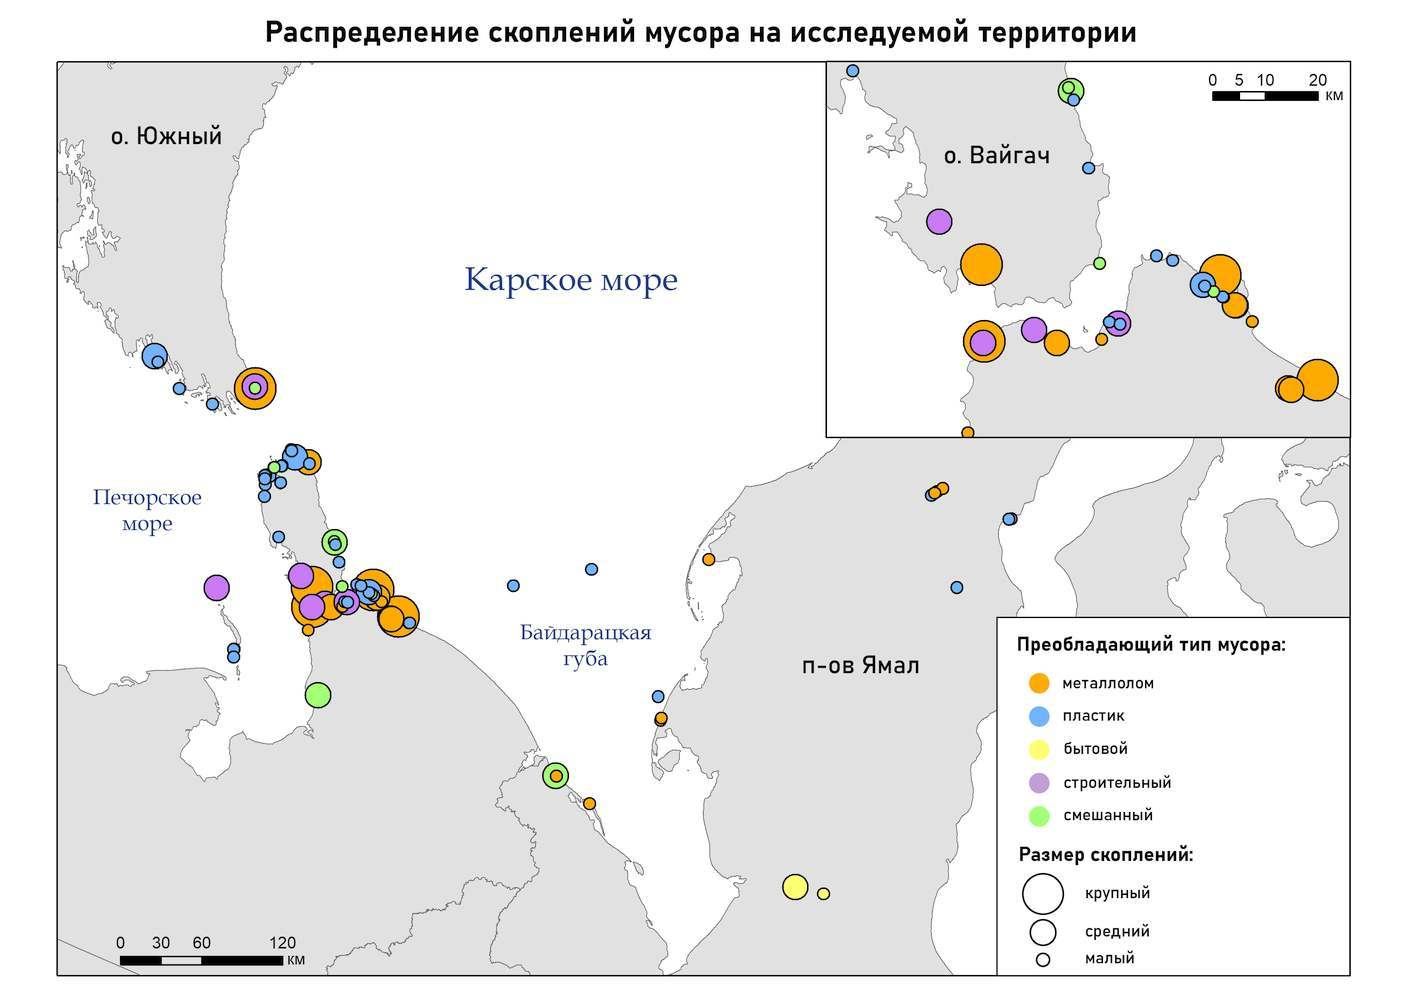 Распределение скоплений мусора на исследуемой территории
о. Южный
0 5 10 20
км
о. Вайгач
Карское море
Печорское
море
Байдарацкая
губа
п-ов Ямал
Преобладающий тип мусора:
металлолом
пластик
бытовой
строительный
смешанный
Размер скоплений:
крупный
средний
малый
0 30 60 120
км